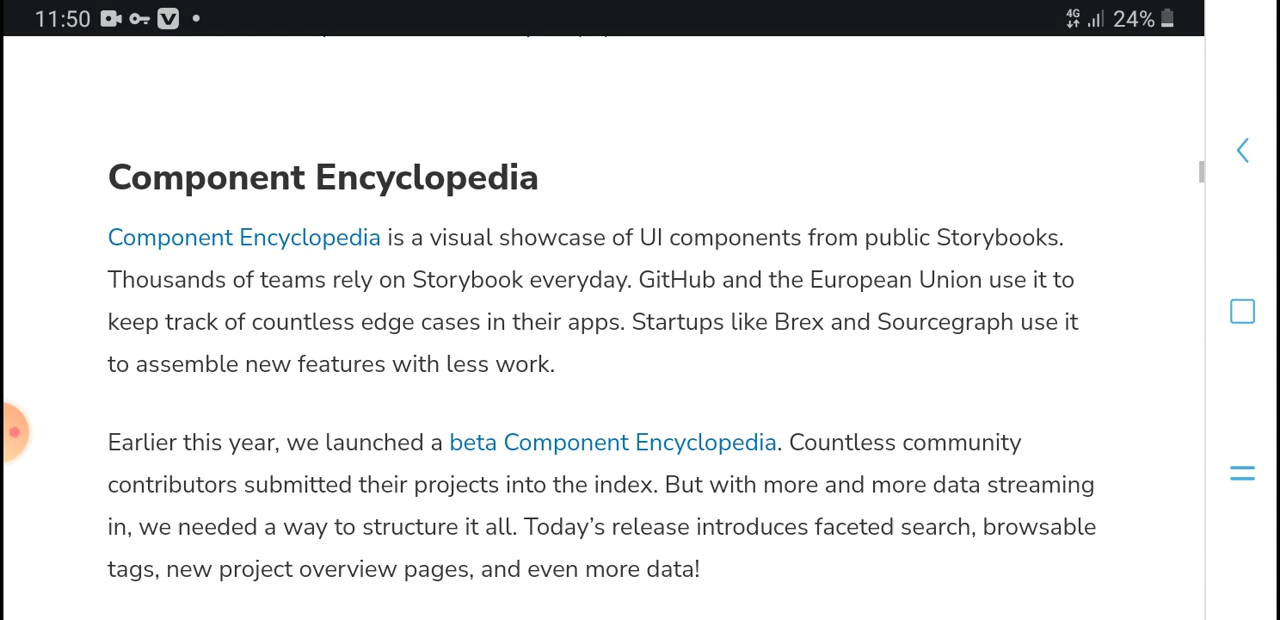 11:50
4G 24%
Component Encyclopedia
Component Encyclopedia is a visual showcase of UI components from public Storybooks.
Thousands of teams rely on Storybook everyday. GitHub and the European Union use it to
keep track of countless edge cases in their apps. Startups like Brex and Sourcegraph use it
to assemble new features with less work.
Earlier this year, we launched a beta Component Encyclopedia. Countless community
contributors submitted their projects into the index. But with more and more data streaming
in, we needed a way to structure it all. Today’s release introduces faceted search, browsable
tags, new project overview pages, and even more data!